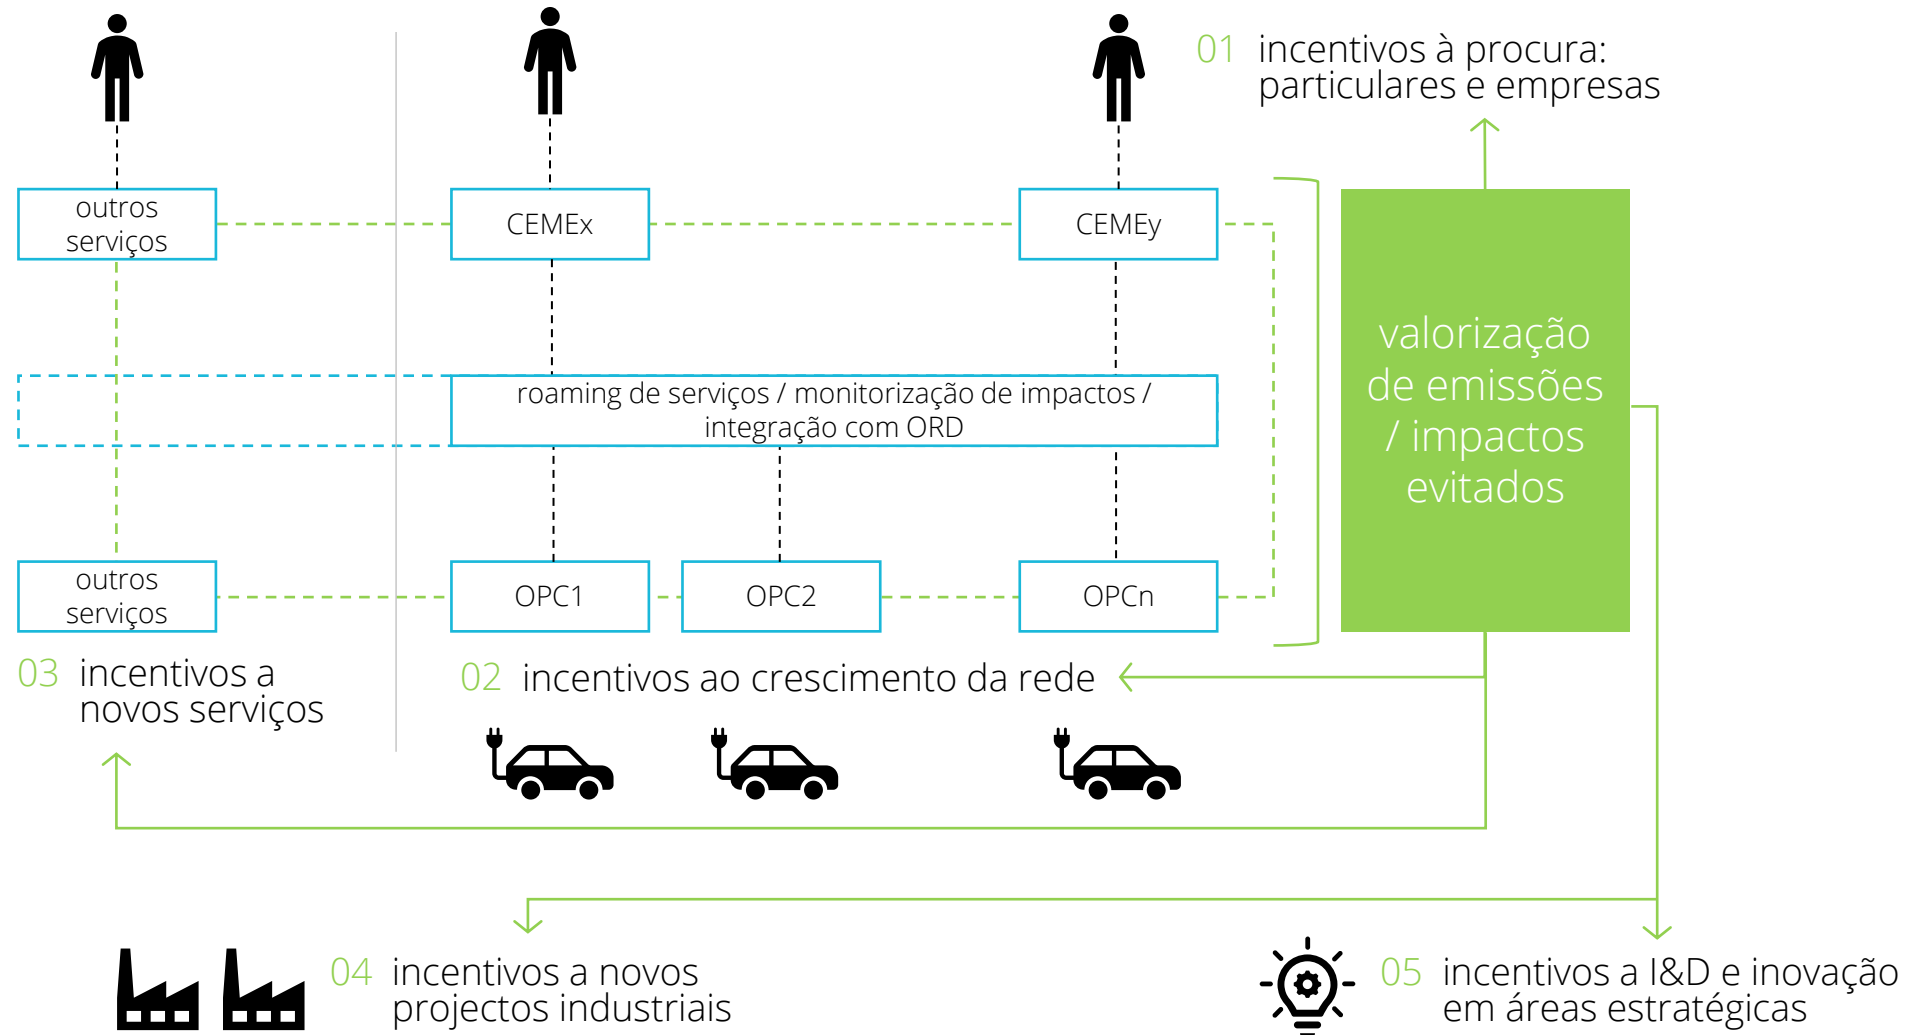 01 incentivos à procura:
particulares e empresas
outros
serviços
CEMEx
CEMEy
valorização
de emissões
/ impactos
evitados
roaming de serviços / monitorização de impactos /
integração com ORD
outros
serviços
OPC1
OPC2
OPCn
03 incentivos a
novos serviços
02 incentivos ao crescimento da rede
04 incentivos a novos
projectos industriais
05 incentivos a I&D e inovação
em áreas estratégicas